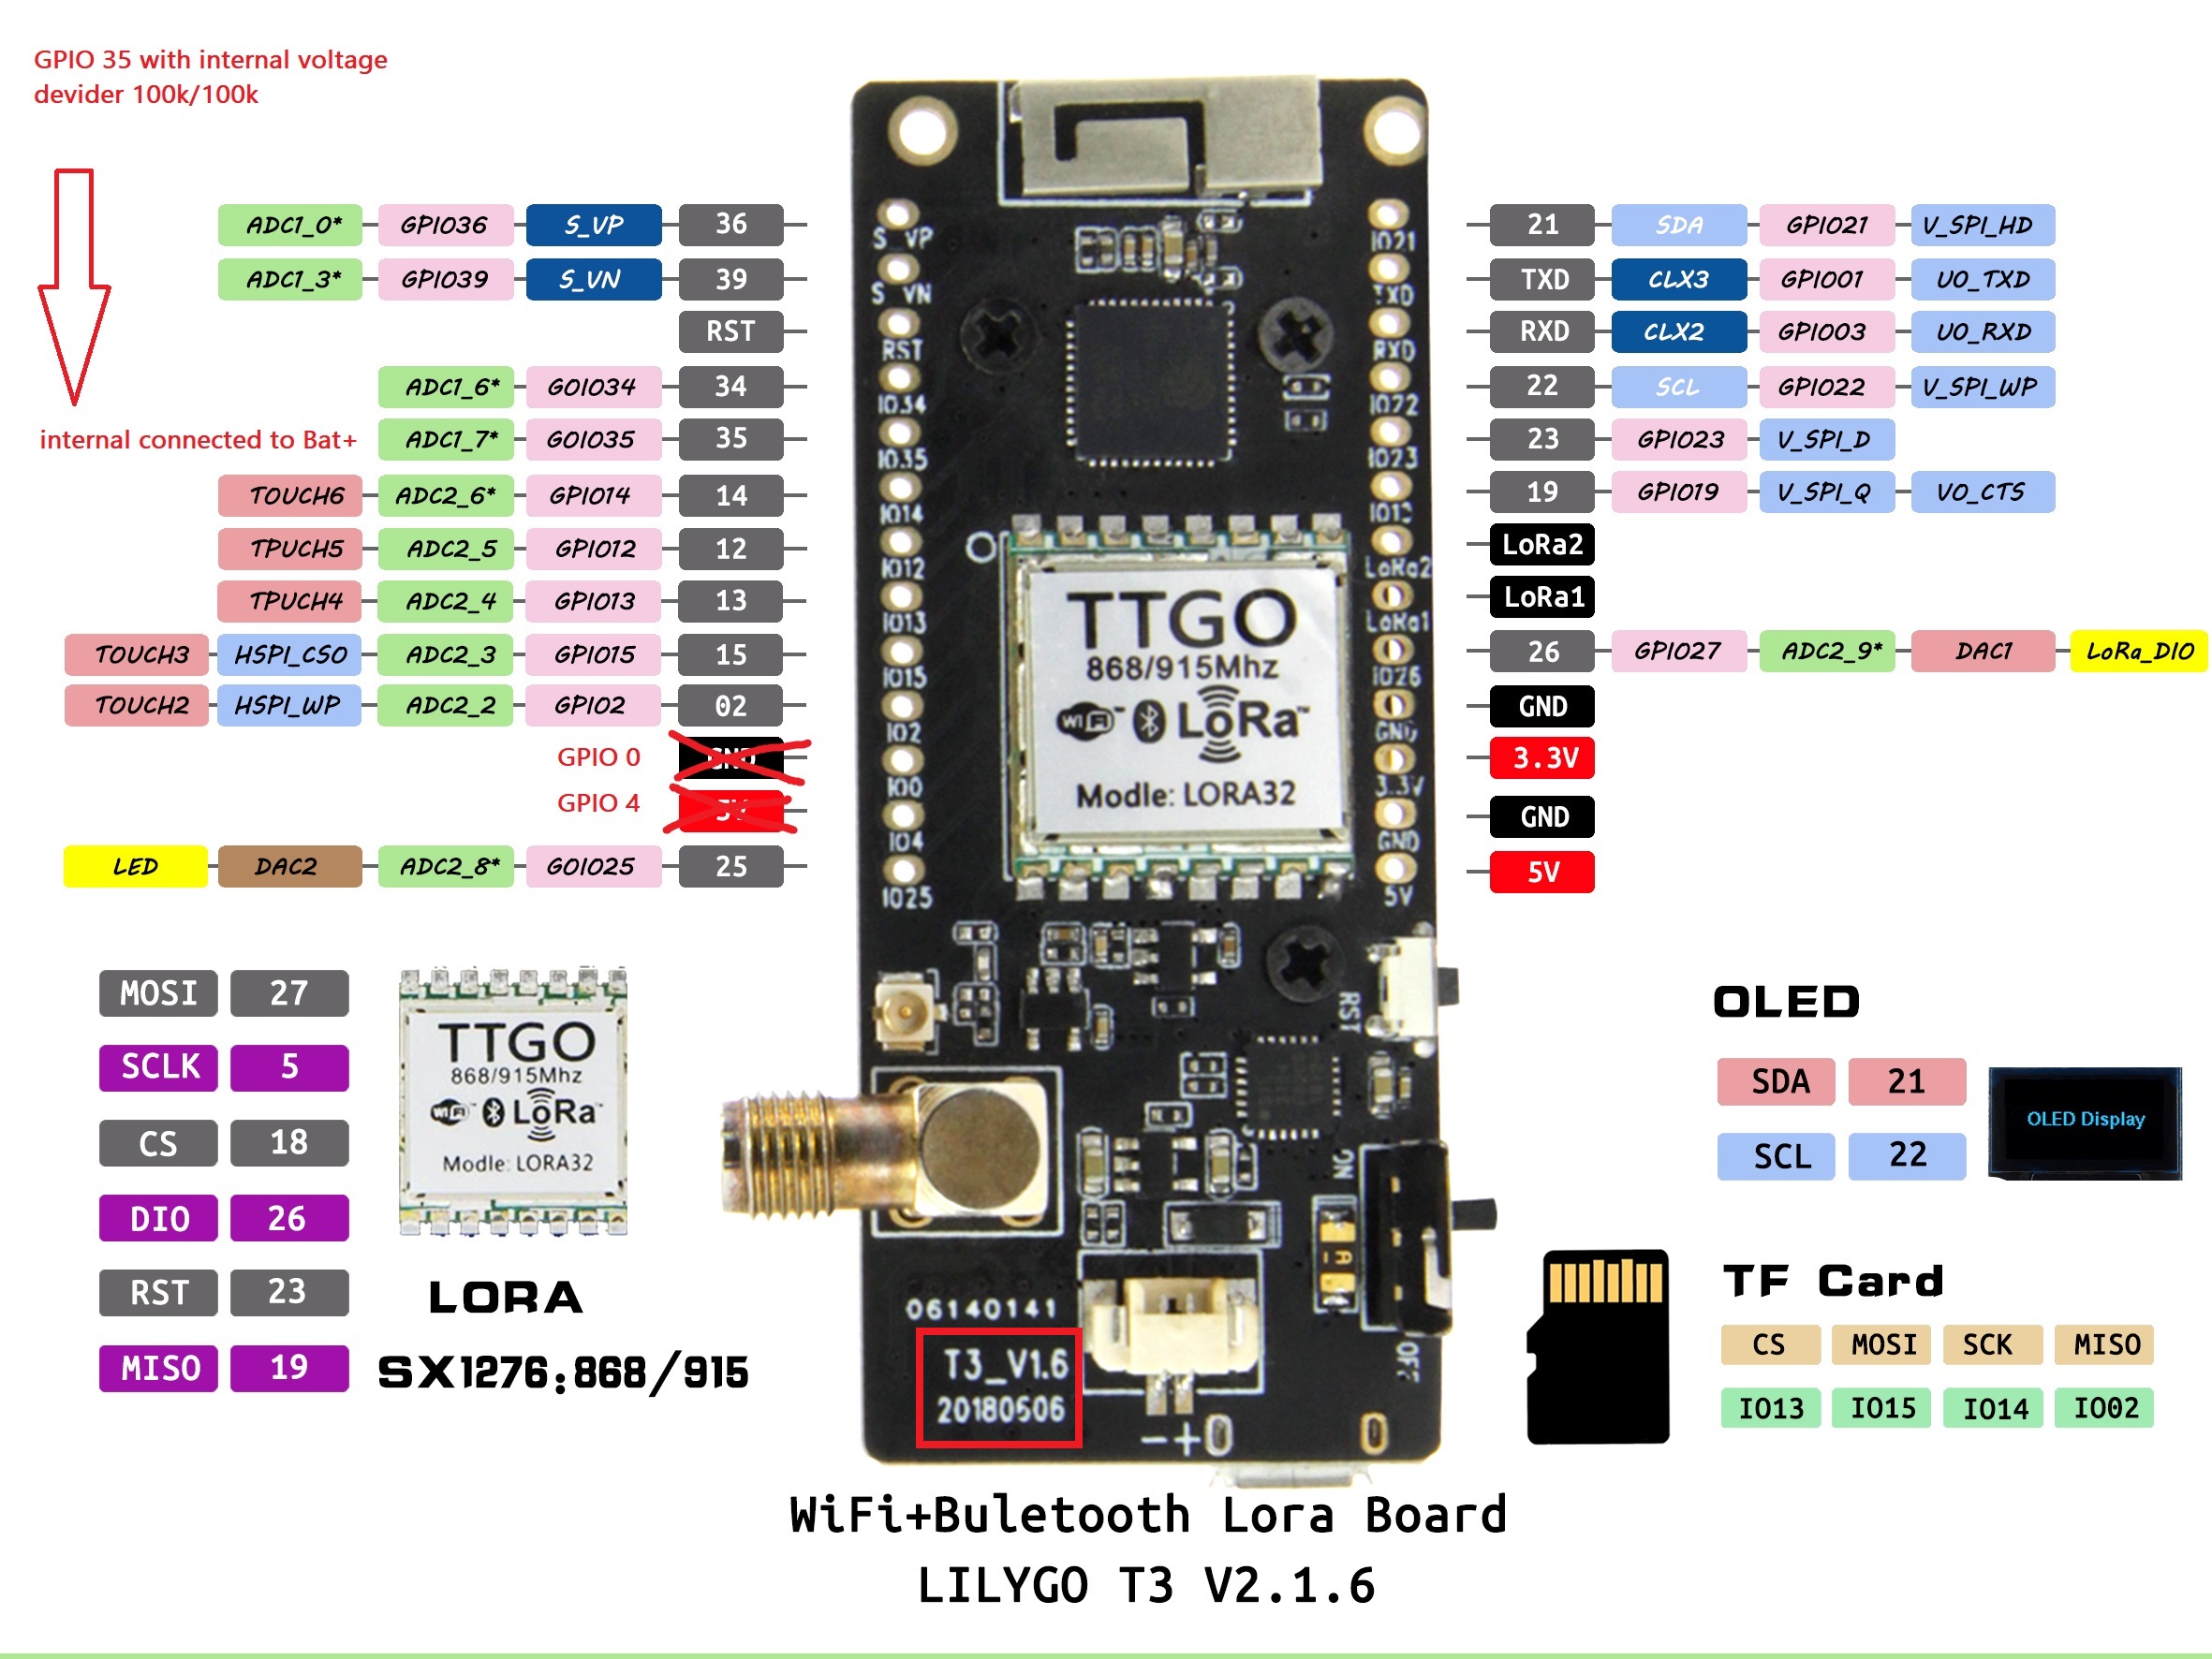 GPIO 35 with internal voltage
devider 100k/100k
internal connected to Bat+
ADC1_0* GPIO36 S_VP 36
ADC1_3* GPIO39 S_VN 39
RST
ADC1_6* GOIO34 34
ADC1_7* GOIO35 35
TOUCH6 ADC2_6* GPIO14 14
TPUCH5 ADC2_5 GPIO12 12
TPUCH4 ADC2_4 GPIO13 13
TOUCH3 HSPI_CSO ADC2_3 GPIO15 15
TOUCH2 HSPI_WP ADC2_2 GPIO2 02
GPIO 0 GND
GPIO 4 5V
LED DAC2 ADC2_8* GOIO25 25
S_VP
S_VN
RST
IO34
IO35
IO14
IO12
IO13
IO15
IO2
IO0
IO4
IO25
IO21
TXD
RXD
IO22
IO23
LoRa2
LoRa1
IO26
GND
3.3V
GND
5V
TTGO
868/915Mhz
WiFi LoRa™
Modle: LORA32
21 SDA GPIO21 V_SPI_HD
TXD CLX3 GPIO01 UO_TXD
RXD CLX2 GPIO03 UO_RXD
22 SCL GPIO22 V_SPI_WP
23 GPIO23 V_SPI_D
19 GPIO19 V_SPI_Q VO_CTS
LoRa2
LoRa1
26 GPIO27 ADC2_9* DAC1 LoRa_DIO
GND
3.3V
GND
5V
MOSI 27
SCLK 5
CS 18
DIO 26
RST 23
MISO 19
TTGO
868/915Mhz
WiFi LoRa
Modle: LORA32
LORA
SX1276:868/915
RST
ON
A
OFF
06140141
T3_V1.6
20180506
- +
OLED
SDA 21
SCL 22
OLED Display
TF Card
CS MOSI SCK MISO
IO13 IO15 IO14 IO02
WiFi+Buletooth Lora Board
LILYGO T3 V2.1.6